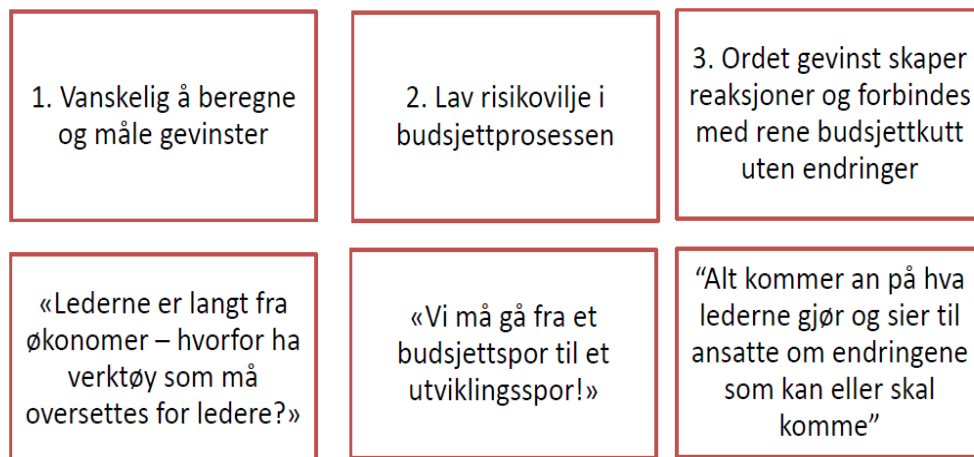 1. Vanskelig å beregne
og måle gevinster
2. Lav risikovilje i
budsjettprosessen
3. Ordet gevinst skaper
reaksjoner og forbindes
med rene budsjettkutt
uten endringer
«Lederne er langt fra
økonomer – hvorfor ha
verktøy som må
oversettes for ledere?»
«Vi må gå fra et
budsjettspor til et
utviklingsspor!»
“Alt kommer an på hva
lederne gjør og sier til
ansatte om endringene
som kan eller skal
komme”